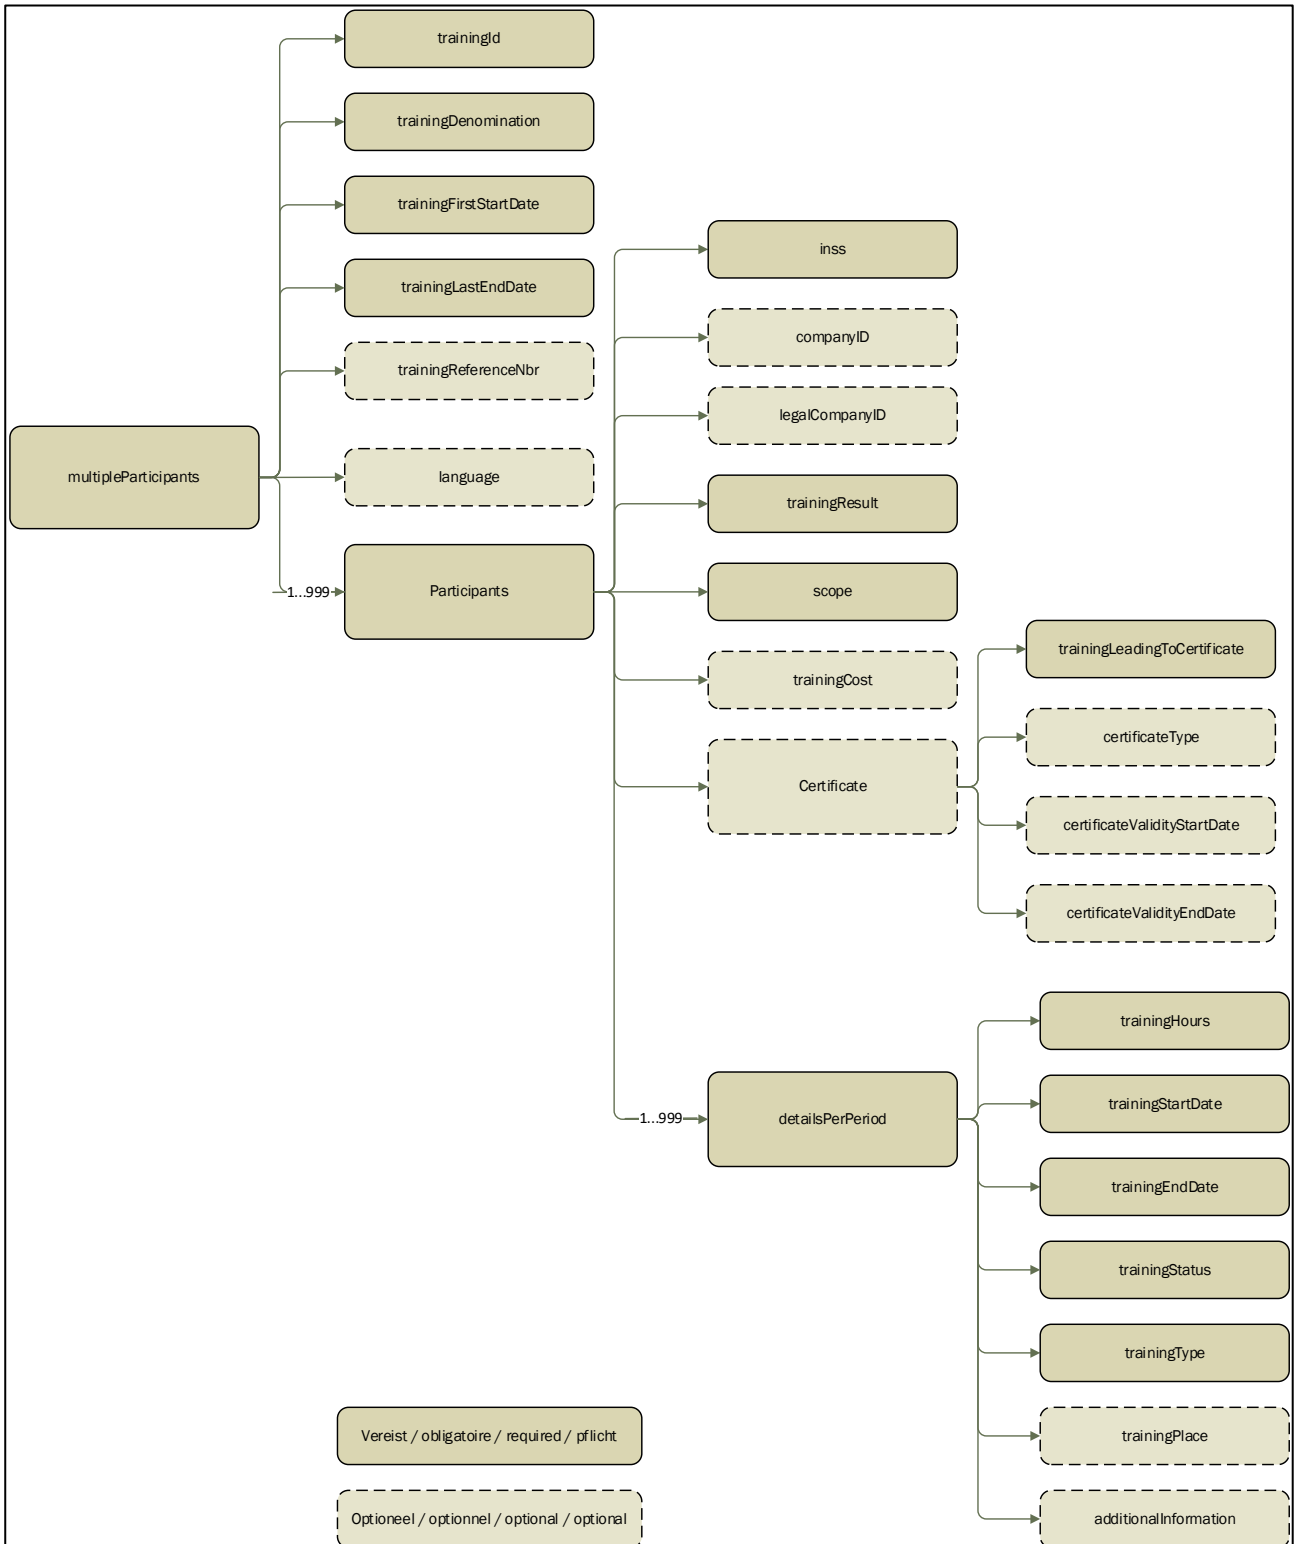 trainingId
trainingDenomination
trainingFirstStartDate
trainingLastEndDate
trainingReferenceNbr
language
multipleParticipants
1...999
Participants
inss
companyID
legalCompanyID
trainingResult
scope
trainingCost
Certificate
trainingLeadingToCertificate
certificateType
certificateValidityStartDate
certificateValidityEndDate
1...999
detailsPerPeriod
trainingHours
trainingStartDate
trainingEndDate
trainingStatus
trainingType
trainingPlace
additionalInformation
Vereist / obligatoire / required / pflicht
Optioneel / optionnel / optional / optional